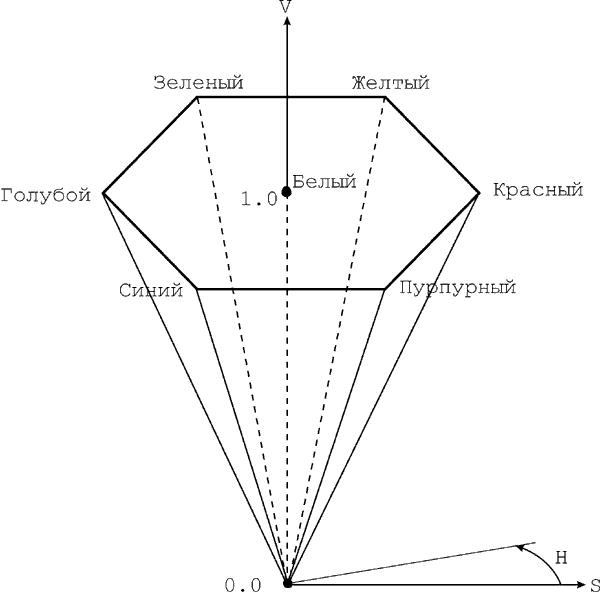 V
Зеленый
Желтый
Белый
1.0
Голубой
Красный
Синий
Пурпурный
H
0.0
S